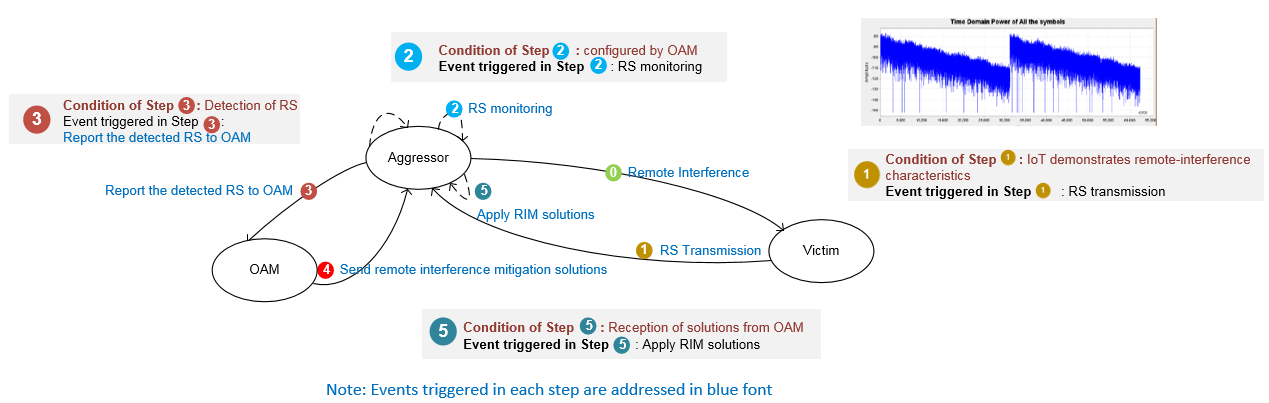 Time Domain Power of All the symbols
2 Condition of Step 2 : configured by OAM
Event triggered in Step 2 : RS monitoring
3 Condition of Step 3 : Detection of RS
Event triggered in Step 3 :
Report the detected RS to OAM
2 RS monitoring
Aggressor
1 Condition of Step 1 : IoT demonstrates remote-interference
characteristics
Event triggered in Step 1 : RS transmission
0 Remote Interference
Report the detected RS to OAM 3
5
Apply RIM solutions
1 RS Transmission
Victim
OAM
4 Send remote interference mitigation solutions
5 Condition of Step 5 : Reception of solutions from OAM
Event triggered in Step 5 : Apply RIM solutions
Note: Events triggered in each step are addressed in blue font